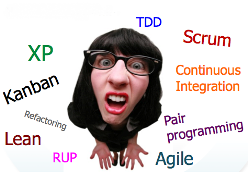 TDD
Scrum
XP
Continuous
Integration
Kanban
Refactoring
Pair
programming
Lean
RUP
Agile